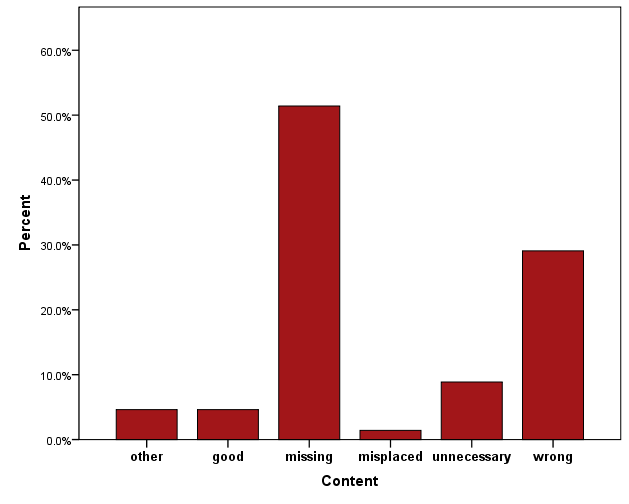 60.0%
50.0%
40.0%
30.0%
20.0%
10.0%
0.0%
Percent
other good missing misplaced unnecessary wrong
Content